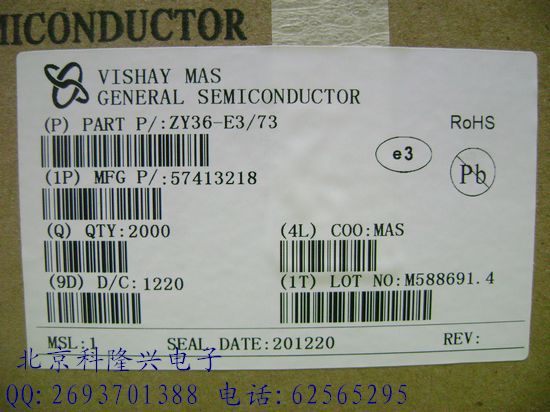 MICONDUCTOR
VISHAY MAS
GENERAL SEMICONDUCTOR
(P) PART P/:ZY36-E3/73
RoHS
e3
Pb
(1P) MFG P/:57413218
(Q) QTY:2000
(4L) COO:MAS
(9D) D/C:1220
(1T) LOT NO:M588691.4
MSL:1 SEAL DATE:201220 REV:
北京科隆兴电子
QQ:2693701388 电话:62565295